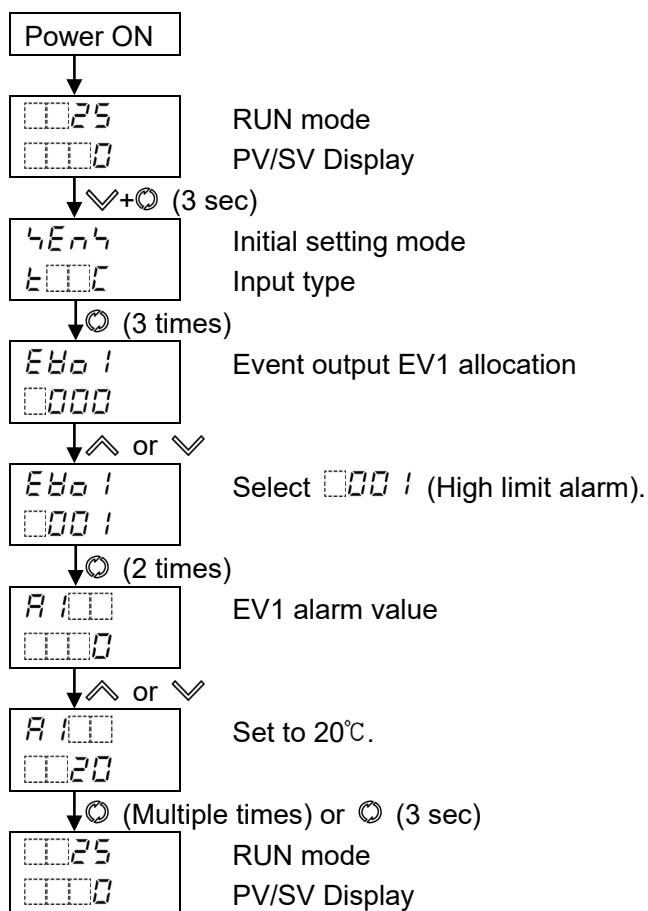 Power ON
□□25 RUN mode
□□□0 PV/SV Display
∨+↻ (3 sec)
SEnS Initial setting mode
t□□C Input type
↻ (3 times)
EVo1 Event output EV1 allocation
□000
∧ or ∨
EVo1 Select □001 (High limit alarm).
□001
↻ (2 times)
A1□□ EV1 alarm value
□□□0
∧ or ∨
A1□□ Set to 20℃.
□□20
↻ (Multiple times) or ↻ (3 sec)
□□25 RUN mode
□□□0 PV/SV Display